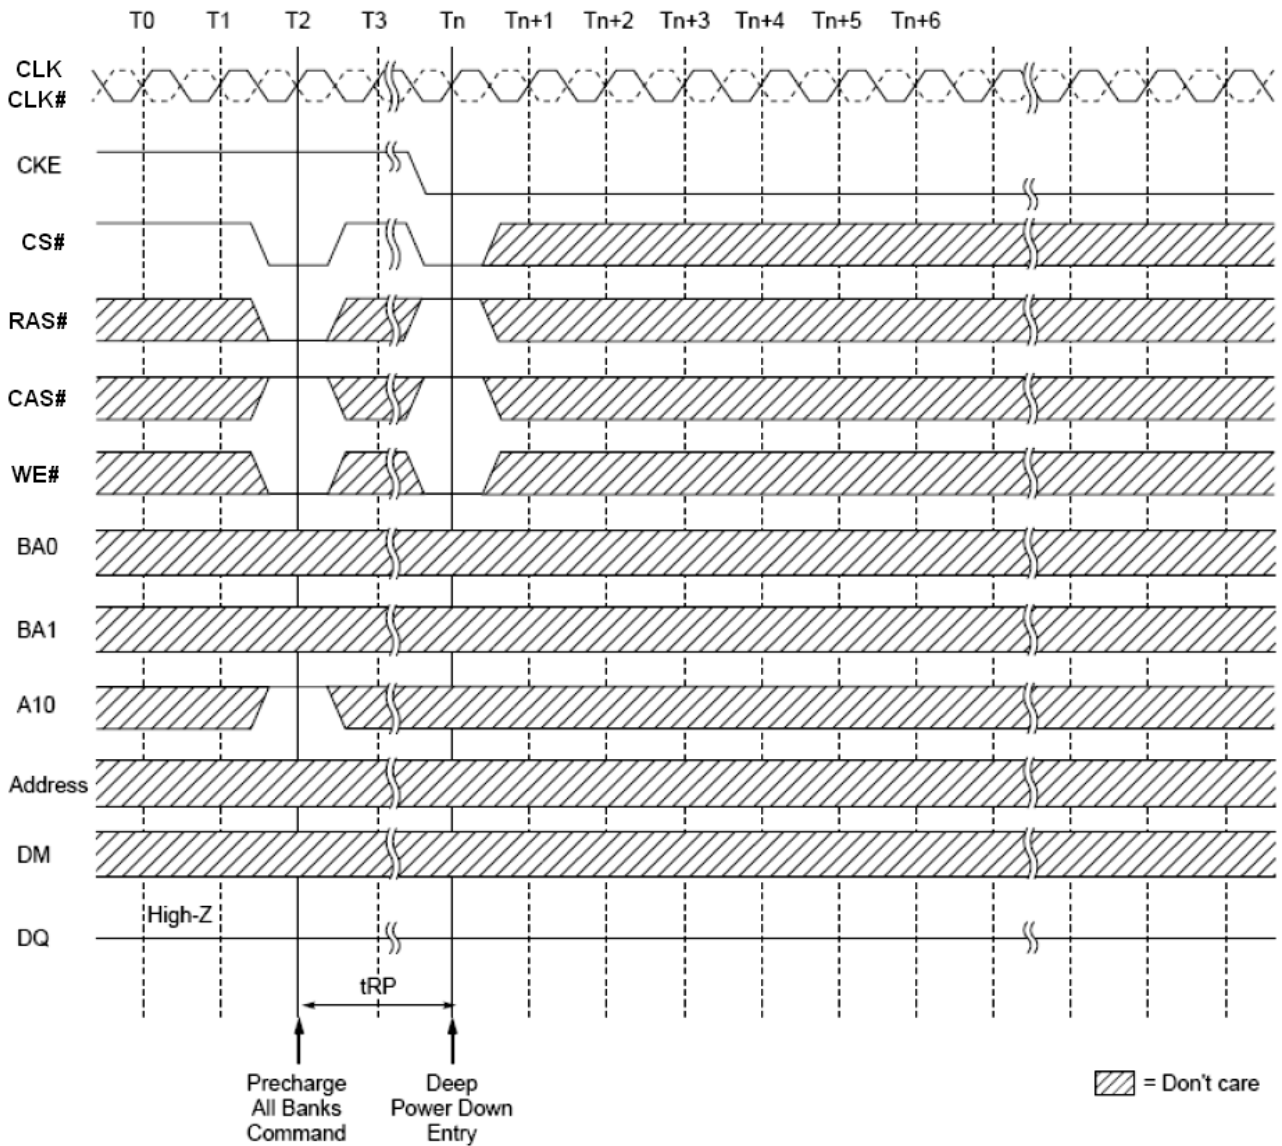 T0 T1 T2 T3 Tn Tn+1 Tn+2 Tn+3 Tn+4 Tn+5 Tn+6
CLK
CLK#
CKE
CS#
RAS#
CAS#
WE#
BA0
BA1
A10
Address
DM
High-Z
DQ
tRP
Precharge
All Banks
Command
Deep
Power Down
Entry
= Don't care